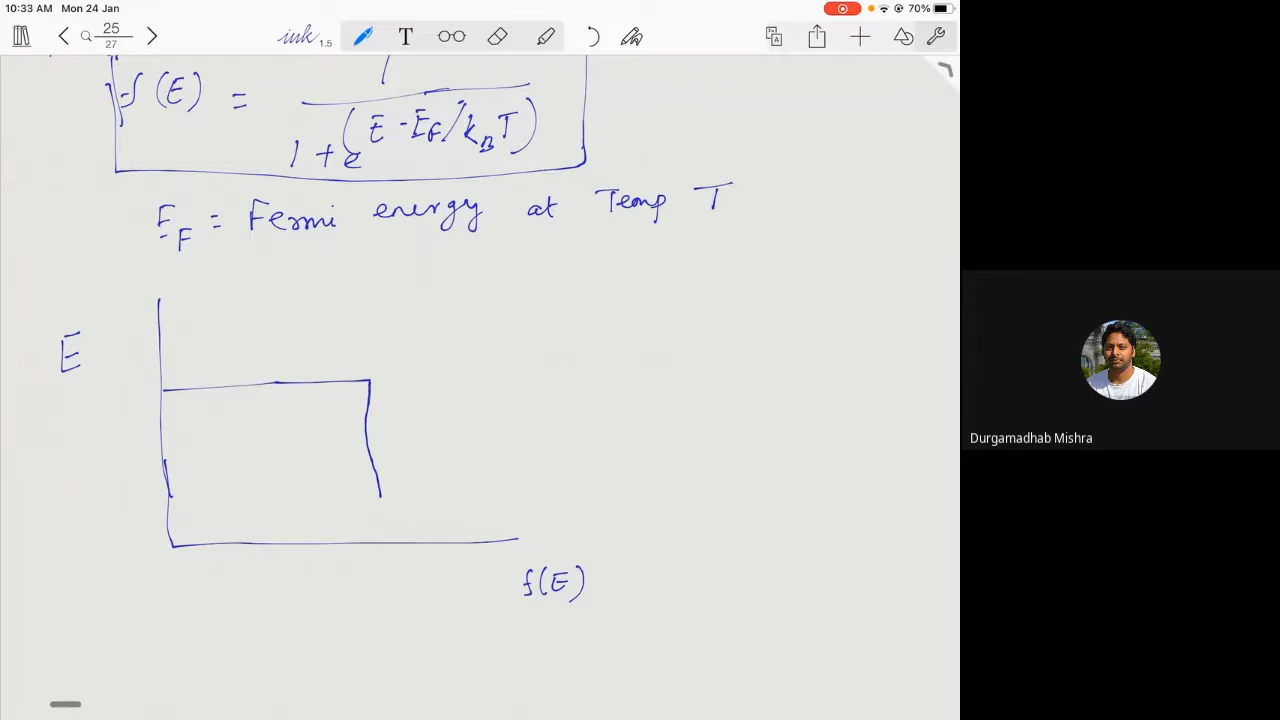 10:33 AM Mon 24 Jan
70%
25
27
ink 1.5
T
f(E) = 1
1 + e (E - EF/kBT)
EF = Fermi energy at Temp T
E
f(E)
Durgamadhab Mishra